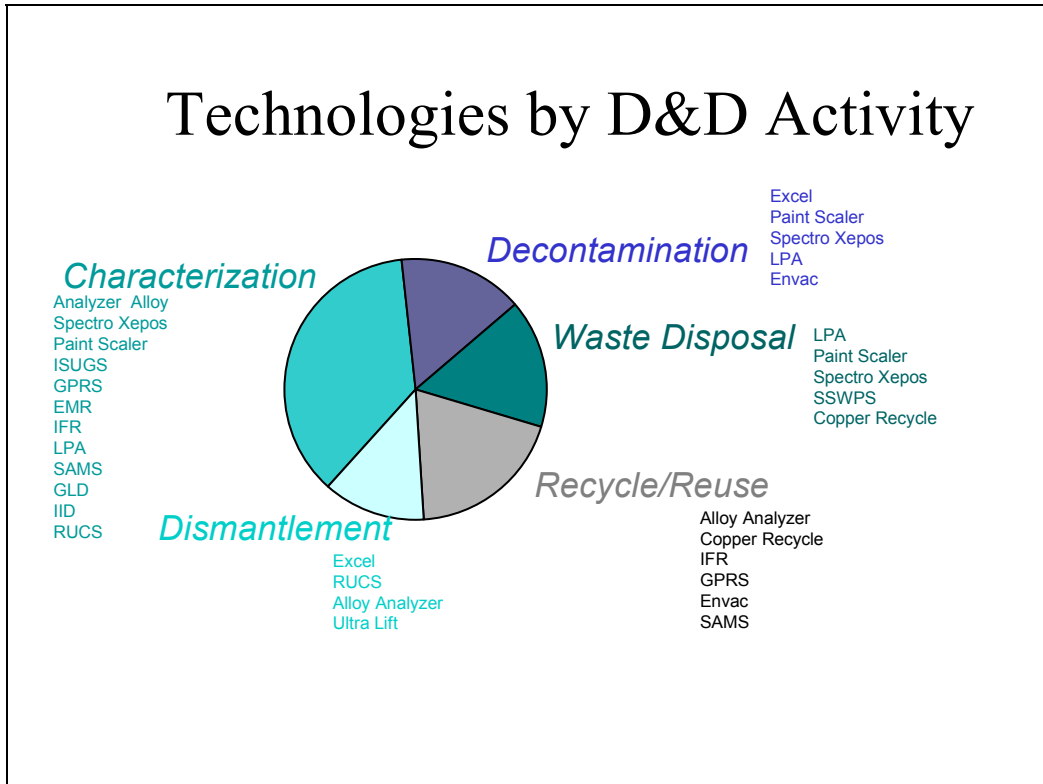 Technologies by D&D Activity
Decontamination
Excel
Paint Scaler
Spectro Xepos
LPA
Envac
Characterization
Analyzer  Alloy
Spectro Xepos
Paint Scaler
ISUGS
GPRS
EMR
IFR
LPA
SAMS
GLD
IID
RUCS
Waste Disposal
LPA
Paint Scaler
Spectro Xepos
SSWPS
Copper Recycle
Recycle/Reuse
Alloy Analyzer
Copper Recycle
IFR
GPRS
Envac
SAMS
Dismantlement
Excel
RUCS
Alloy Analyzer
Ultra Lift